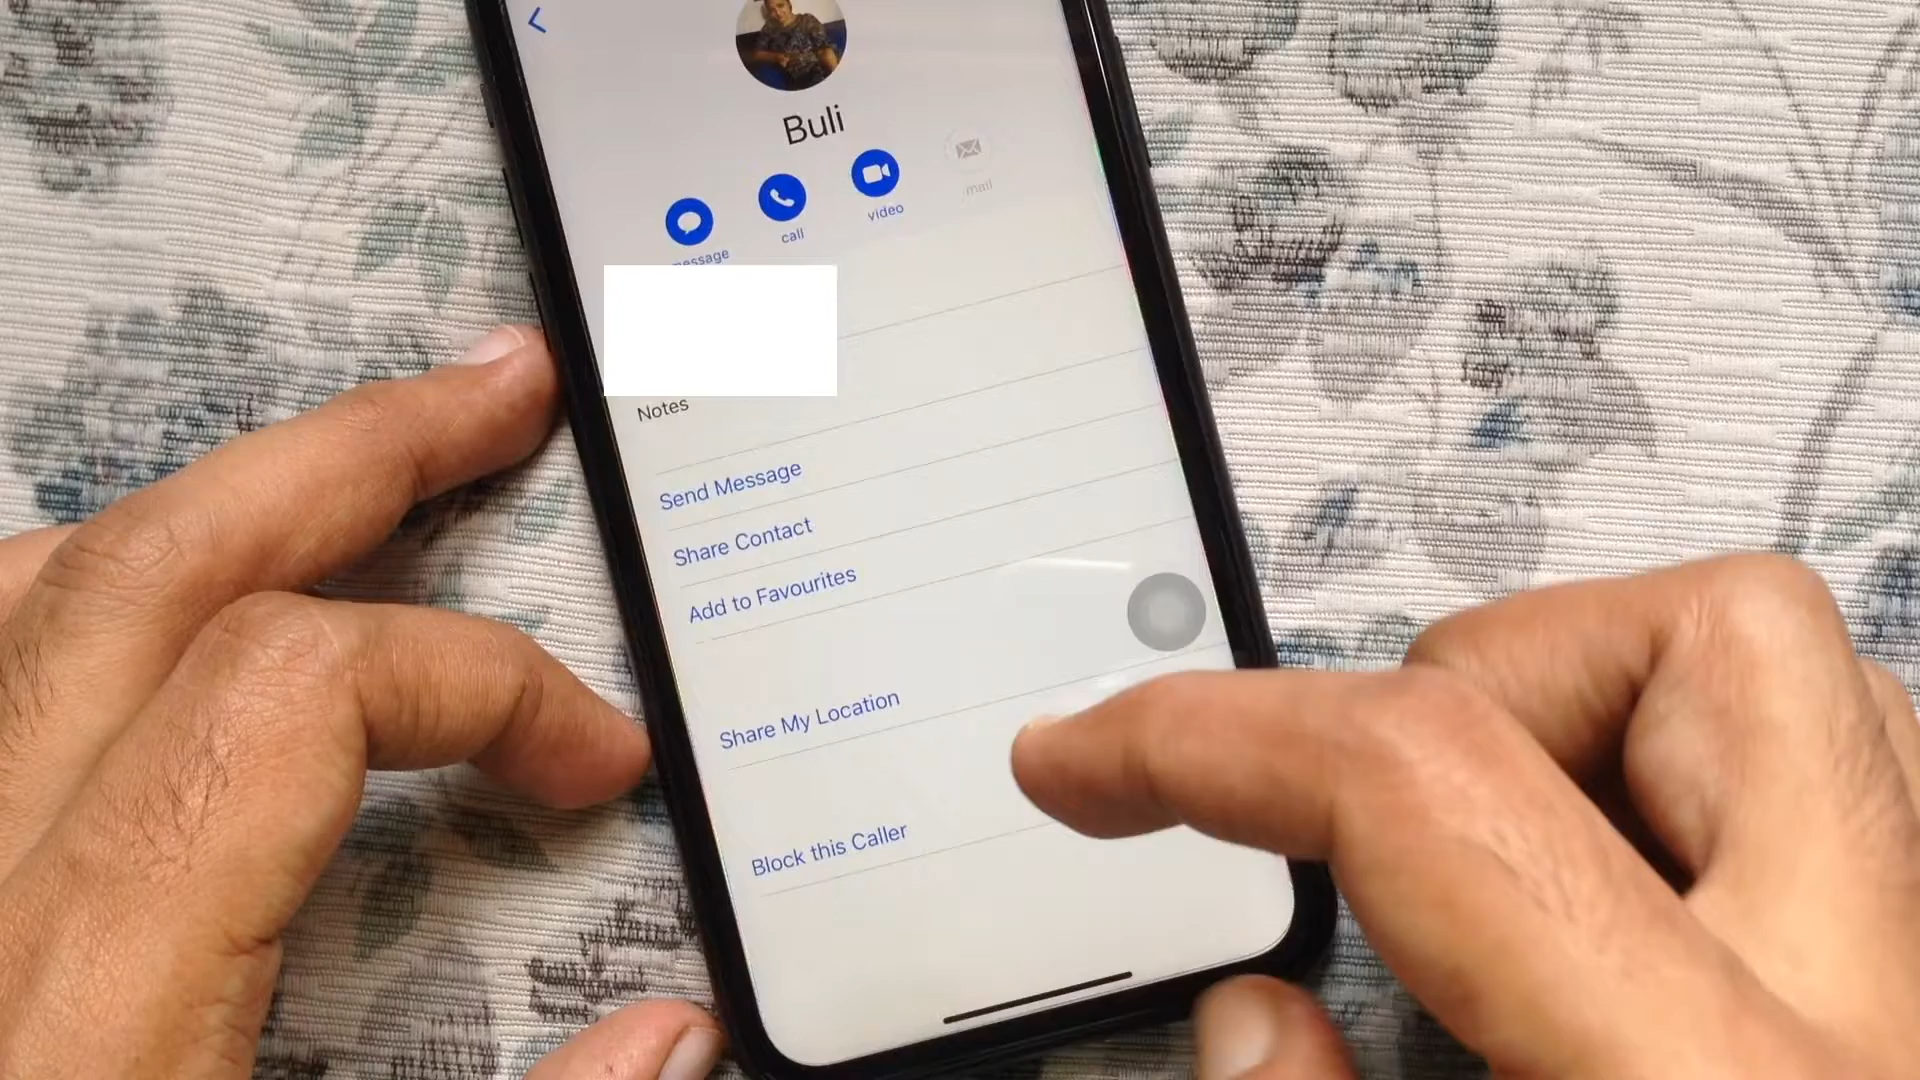 Buli
message
call
video
mail
Notes
Send Message
Share Contact
Add to Favourites
Share My Location
Block this Caller